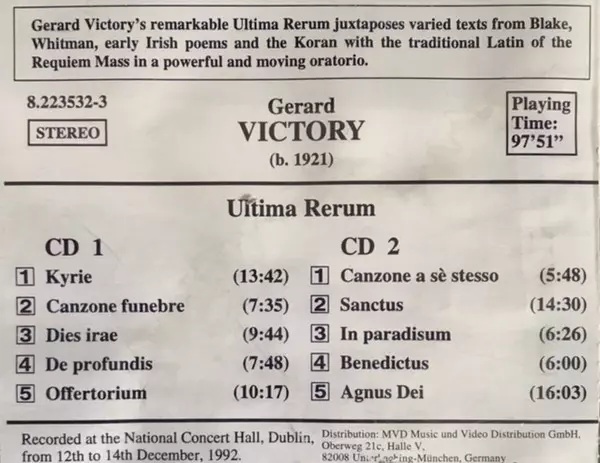 Gerard Victory's remarkable Ultima Rerum juxtaposes varied texts from Blake,
Whitman, early Irish poems and the Koran with the traditional Latin of the
Requiem Mass in a powerful and moving oratorio.
8.223532-3
STEREO
Gerard
VICTORY
(b. 1921)
Playing
Time:
97'51”
Ultima Rerum
CD 1
1 Kyrie (13:42)
2 Canzone funebre (7:35)
3 Dies irae (9:44)
4 De profundis (7:48)
5 Offertorium (10:17)
CD 2
1 Canzone a sè stesso (5:48)
2 Sanctus (14:30)
3 In paradisum (6:26)
4 Benedictus (6:00)
5 Agnus Dei (16:03)
Recorded at the National Concert Hall, Dublin,
from 12th to 14th December, 1992.
Distribution: MVD Music und Video Distribution GmbH,
Oberweg 21c, Halle V,
82008 München, Germany